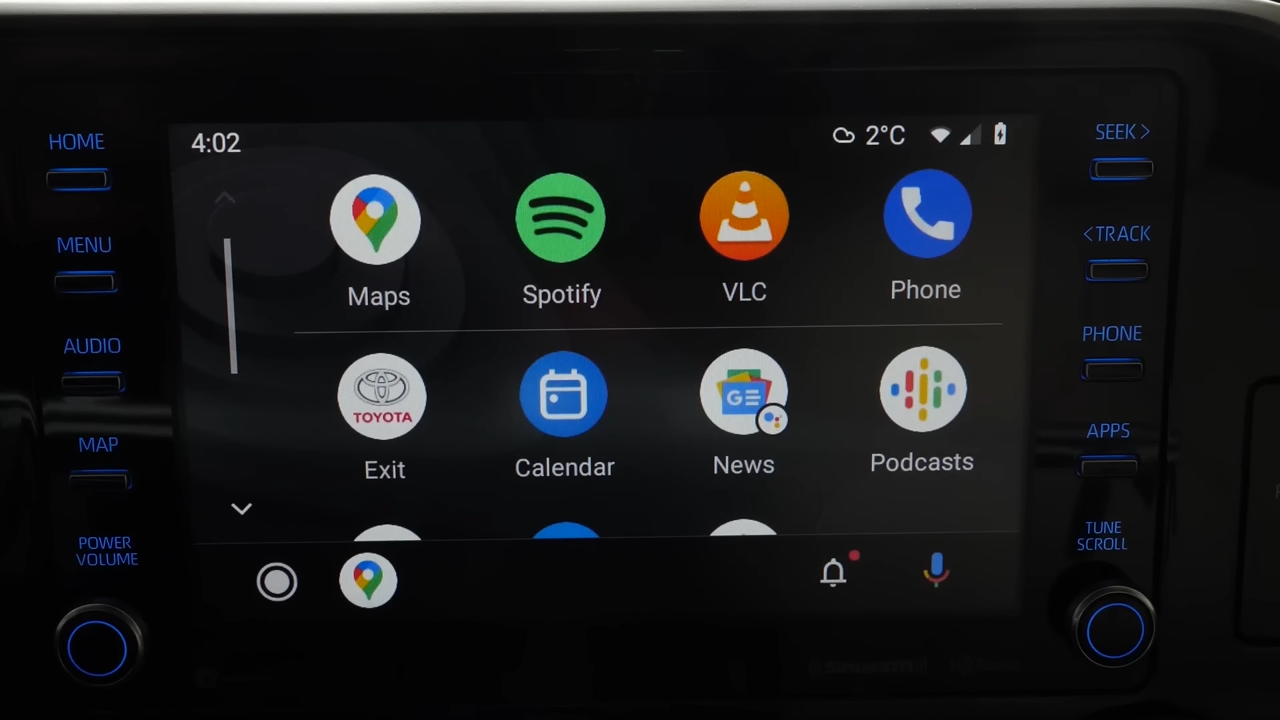 HOME
MENU
AUDIO
MAP
POWER
VOLUME
4:02
2°C
Maps
Spotify
VLC
Phone
TOYOTA
Exit
Calendar
GE
News
Podcasts
SEEK >
< TRACK
PHONE
APPS
TUNE
SCROLL